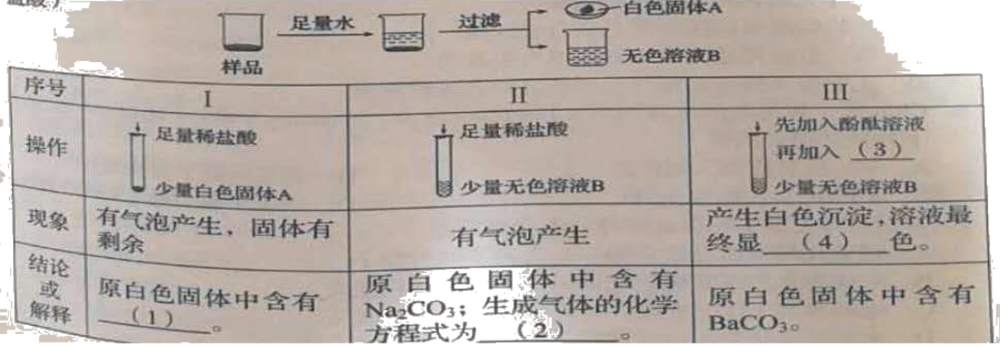 足量水
过滤
白色固体A
无色溶液B
样品
序号 I II III
操作
足量稀盐酸
少量白色固体A
足量稀盐酸
少量无色溶液B
先加入酚酞溶液
再加入 (3)
少量无色溶液B
现象
有气泡产生，固体有
剩余
有气泡产生
产生白色沉淀，溶液最
终显 (4) 色。
结论
或
解释
原白色固体中含有
(1) 。
原白色固体中含有
Na₂CO₃；生成气体的化学
方程式为 (2) 。
原白色固体中含有
BaCO₃。